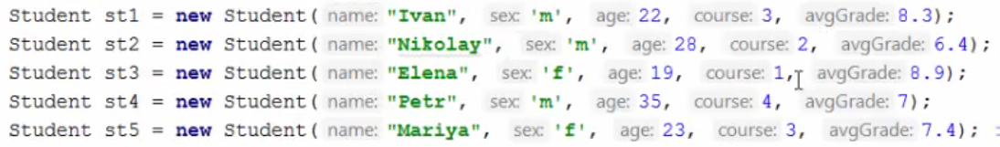 Student st1 = new Student( name: "Ivan", sex: 'm', age: 22, course: 3, avgGrade: 8.3);
Student st2 = new Student( name: "Nikolay", sex: 'm', age: 28, course: 2, avgGrade: 6.4);
Student st3 = new Student( name: "Elena", sex: 'f', age: 19, course: 1, avgGrade: 8.9);
Student st4 = new Student( name: "Petr", sex: 'm', age: 35, course: 4, avgGrade: 7);
Student st5 = new Student( name: "Mariya", sex: 'f', age: 23, course: 3, avgGrade: 7.4);